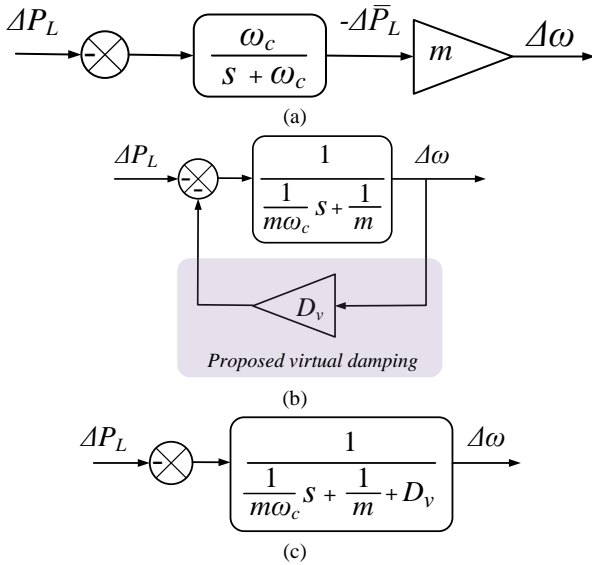 ΔP_L
-
ω_c
s + ω_c
-ΔP̄_L
m
Δω
(a)
ΔP_L
-
-
1
1/(mω_c) s + 1/m
Δω
D_v
Proposed virtual damping
(b)
ΔP_L
-
1
1/(mω_c) s + 1/m + D_v
Δω
(c)